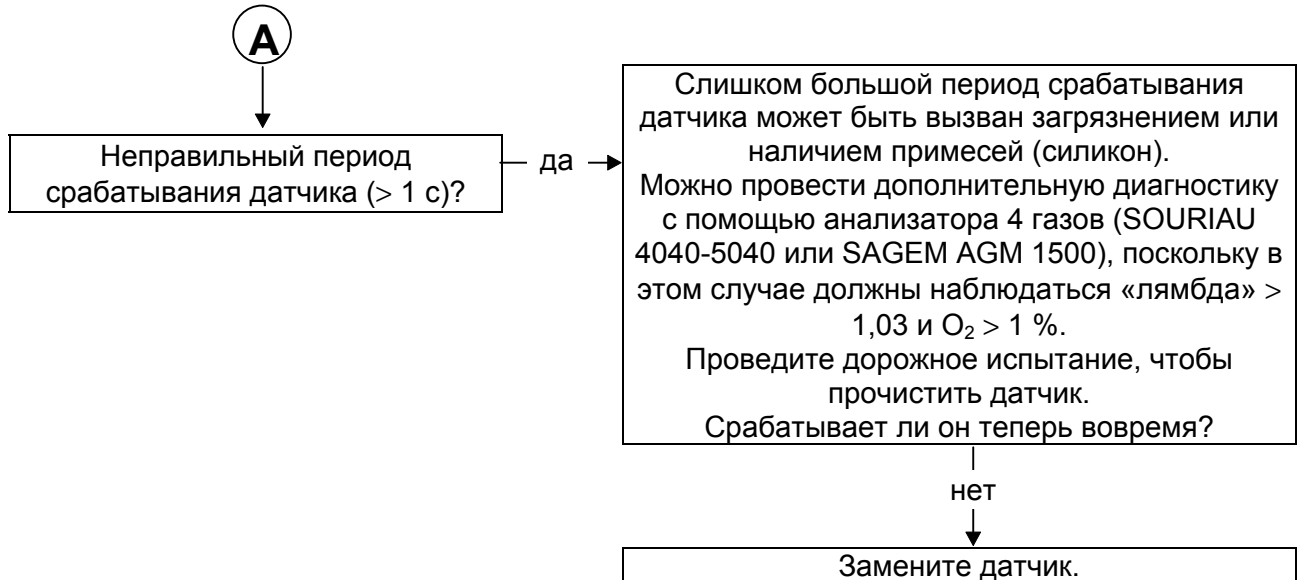 A
Неправильный период
срабатывания датчика (> 1 с)?
да
Слишком большой период срабатывания
датчика может быть вызван загрязнением или
наличием примесей (силикон).
Можно провести дополнительную диагностику
с помощью анализатора 4 газов (SOURIAU
4040-5040 или SAGEM AGM 1500), поскольку в
этом случае должны наблюдаться «лямбда» >
1,03 и O₂ > 1 %.
Проведите дорожное испытание, чтобы
прочистить датчик.
Срабатывает ли он теперь вовремя?
нет
Замените датчик.